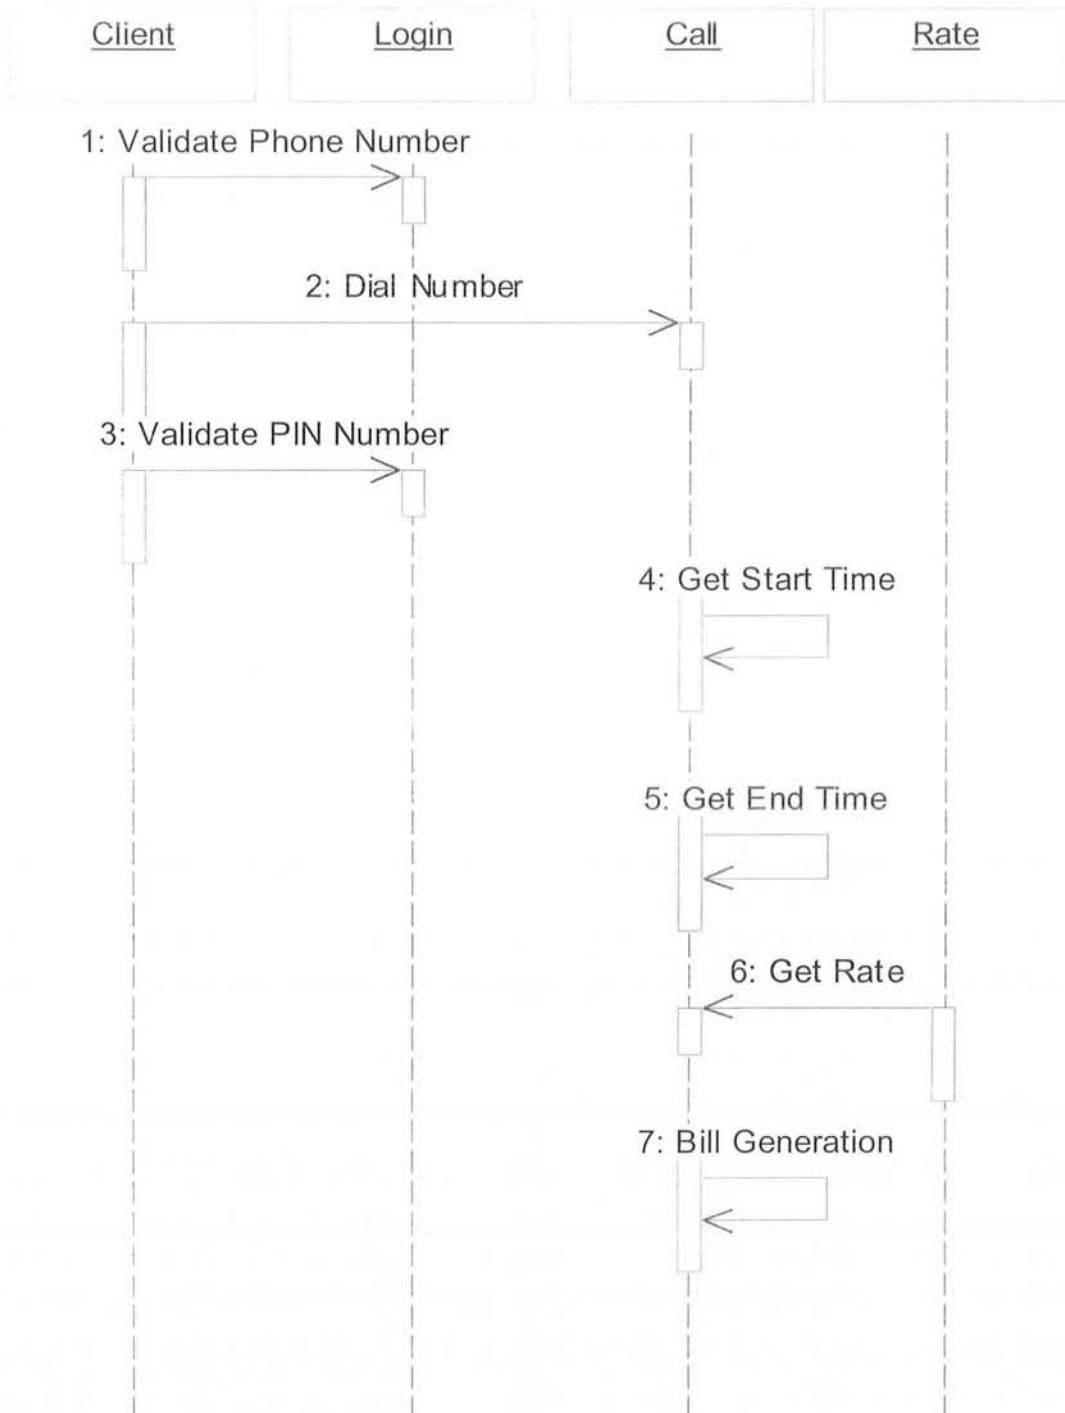 Client
Login
Call
Rate
1: Validate Phone Number
2: Dial Number
3: Validate PIN Number
4: Get Start Time
5: Get End Time
6: Get Rate
7: Bill Generation